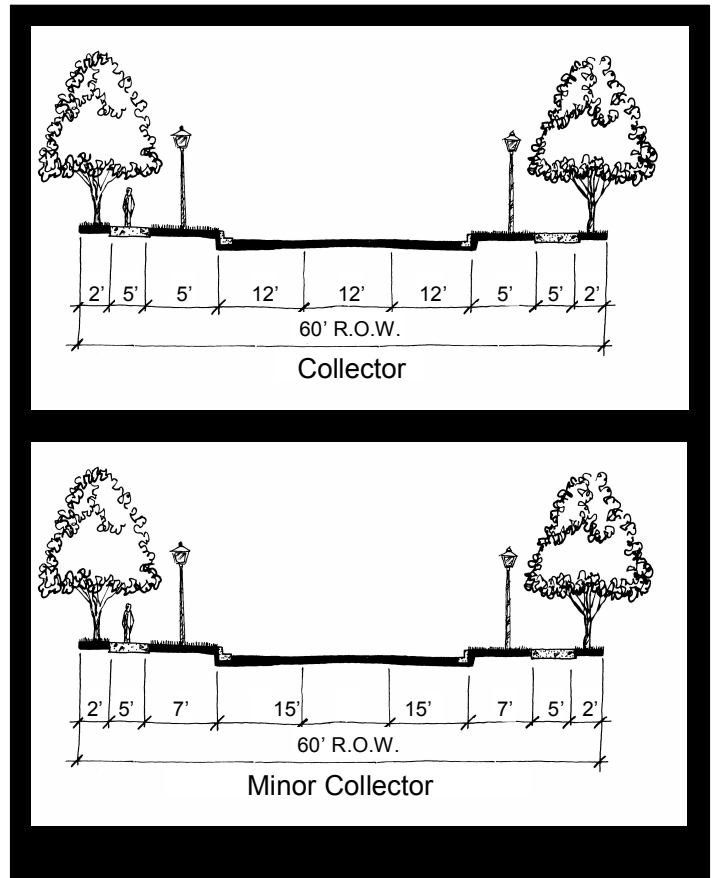 2’ 5’ 5’ 12’ 12’ 12’ 5’ 5’ 2’
60’ R.O.W.
Collector
2’ 5’ 7’ 15’ 15’ 7’ 5’ 2’
60’ R.O.W.
Minor Collector